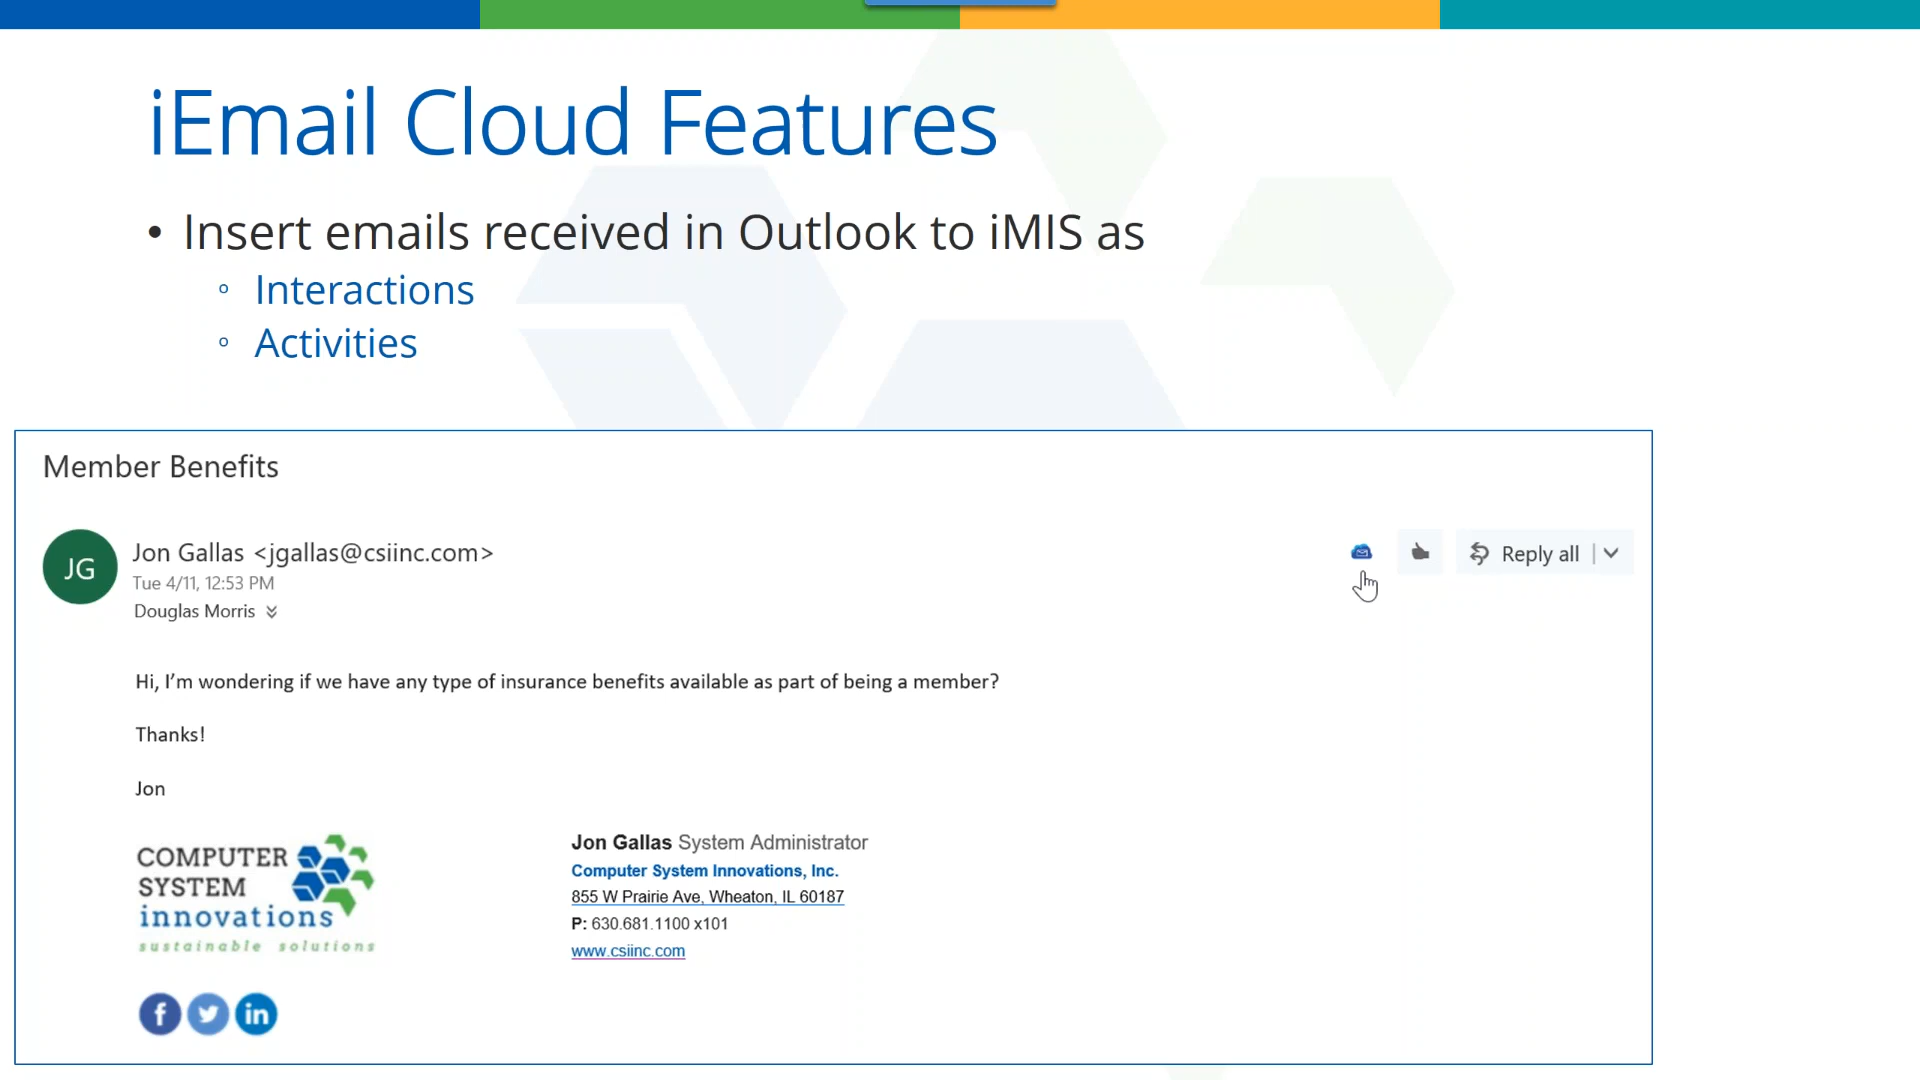 iEmail Cloud Features
• Insert emails received in Outlook to iMIS as
◦ Interactions
◦ Activities
Member Benefits
JG
Jon Gallas <jgallas@csiinc.com>
Reply all
Tue 4/11, 12:53 PM
Douglas Morris
Hi, I’m wondering if we have any type of insurance benefits available as part of being a member?
Thanks!
Jon
COMPUTER
SYSTEM
innovations
sustainable solutions
Jon Gallas System Administrator
Computer System Innovations, Inc.
855 W Prairie Ave, Wheaton, IL 60187
P: 630.681.1100 x101
www.csiinc.com
f
in